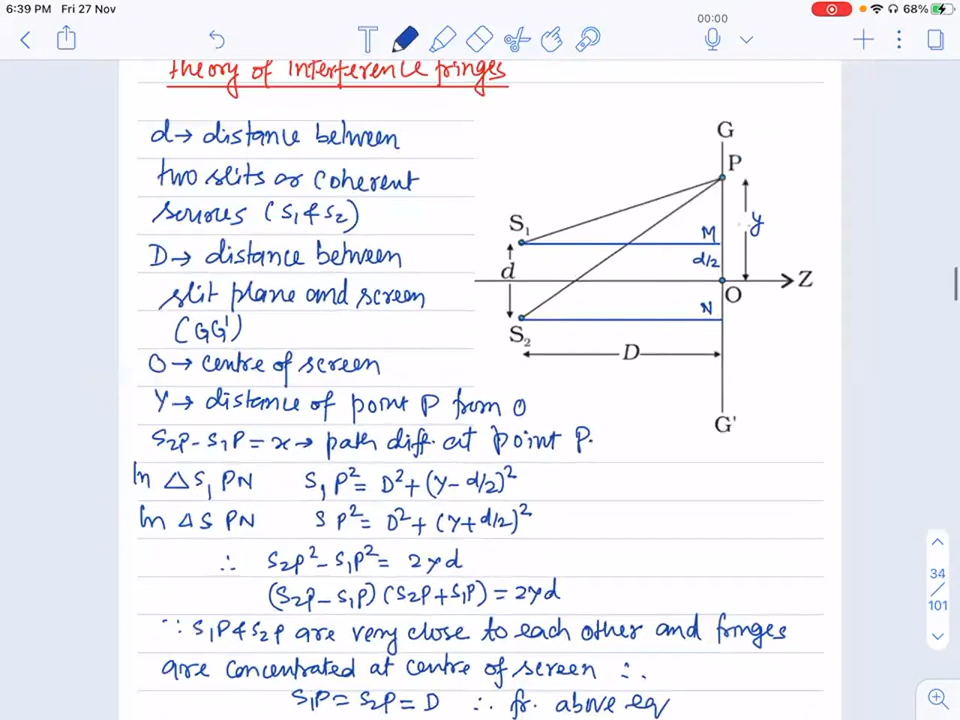 6:39 PM Fri 27 Nov
68%
00:00
theory of interference fringes
d→ distance between
two slits or coherent
sources (S1 & S2)
D→ distance between
slit plane and screen
(GG')
O→ centre of screen
Y→ distance of point P from O
S2P - S1P = x → path diff. at point P.
In △ S1 PN S1P² = D² + (Y - d/2)²
In △ S PN S P² = D² + (Y + d/2)²
∴ S2P² - S1P² = 2yd
(S2P - S1P) (S2P + S1P) = 2yd
∵ S1P & S2P are very close to each other and fringes
are concentrated at centre of screen ∴
S1P = S2P = D ∴ fr. above eq
G
P
S1
M
y
d/2
d
O
Z
N
S2
D
G'
34
/
101